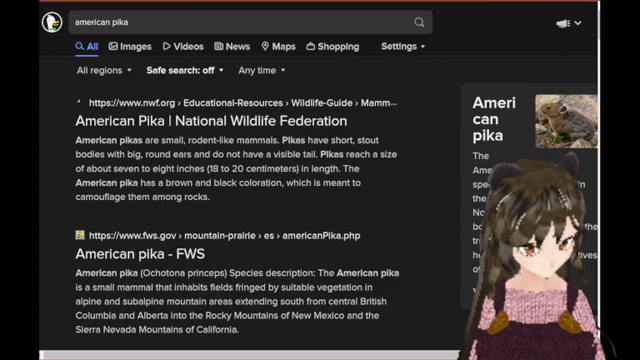 american pika
All Images Videos News Maps Shopping Settings
All regions Safe search: off Any time
https://www.nwf.org › Educational-Resources › Wildlife-Guide › Mamm...
American Pika | National Wildlife Federation
American pikas are small, rodent-like mammals. Pikas have short, stout
bodies with big, round ears and do not have a visible tail. Pikas reach a size
of about seven to eight inches (18 to 20 centimeters) in length. The
American pika has a brown and black coloration, which is meant to
camouflage them among rocks.
https://www.fws.gov › mountain-prairie › es › americanPika.php
American pika - FWS
American pika (Ochotona princeps) Species description: The American pika
is a small mammal that inhabits fields fringed by suitable vegetation in
alpine and subalpine mountain areas extending south from central British
Columbia and Alberta into the Rocky Mountains of New Mexico and the
Sierra Nevada Mountains of California.
Ameri
can
pika
The